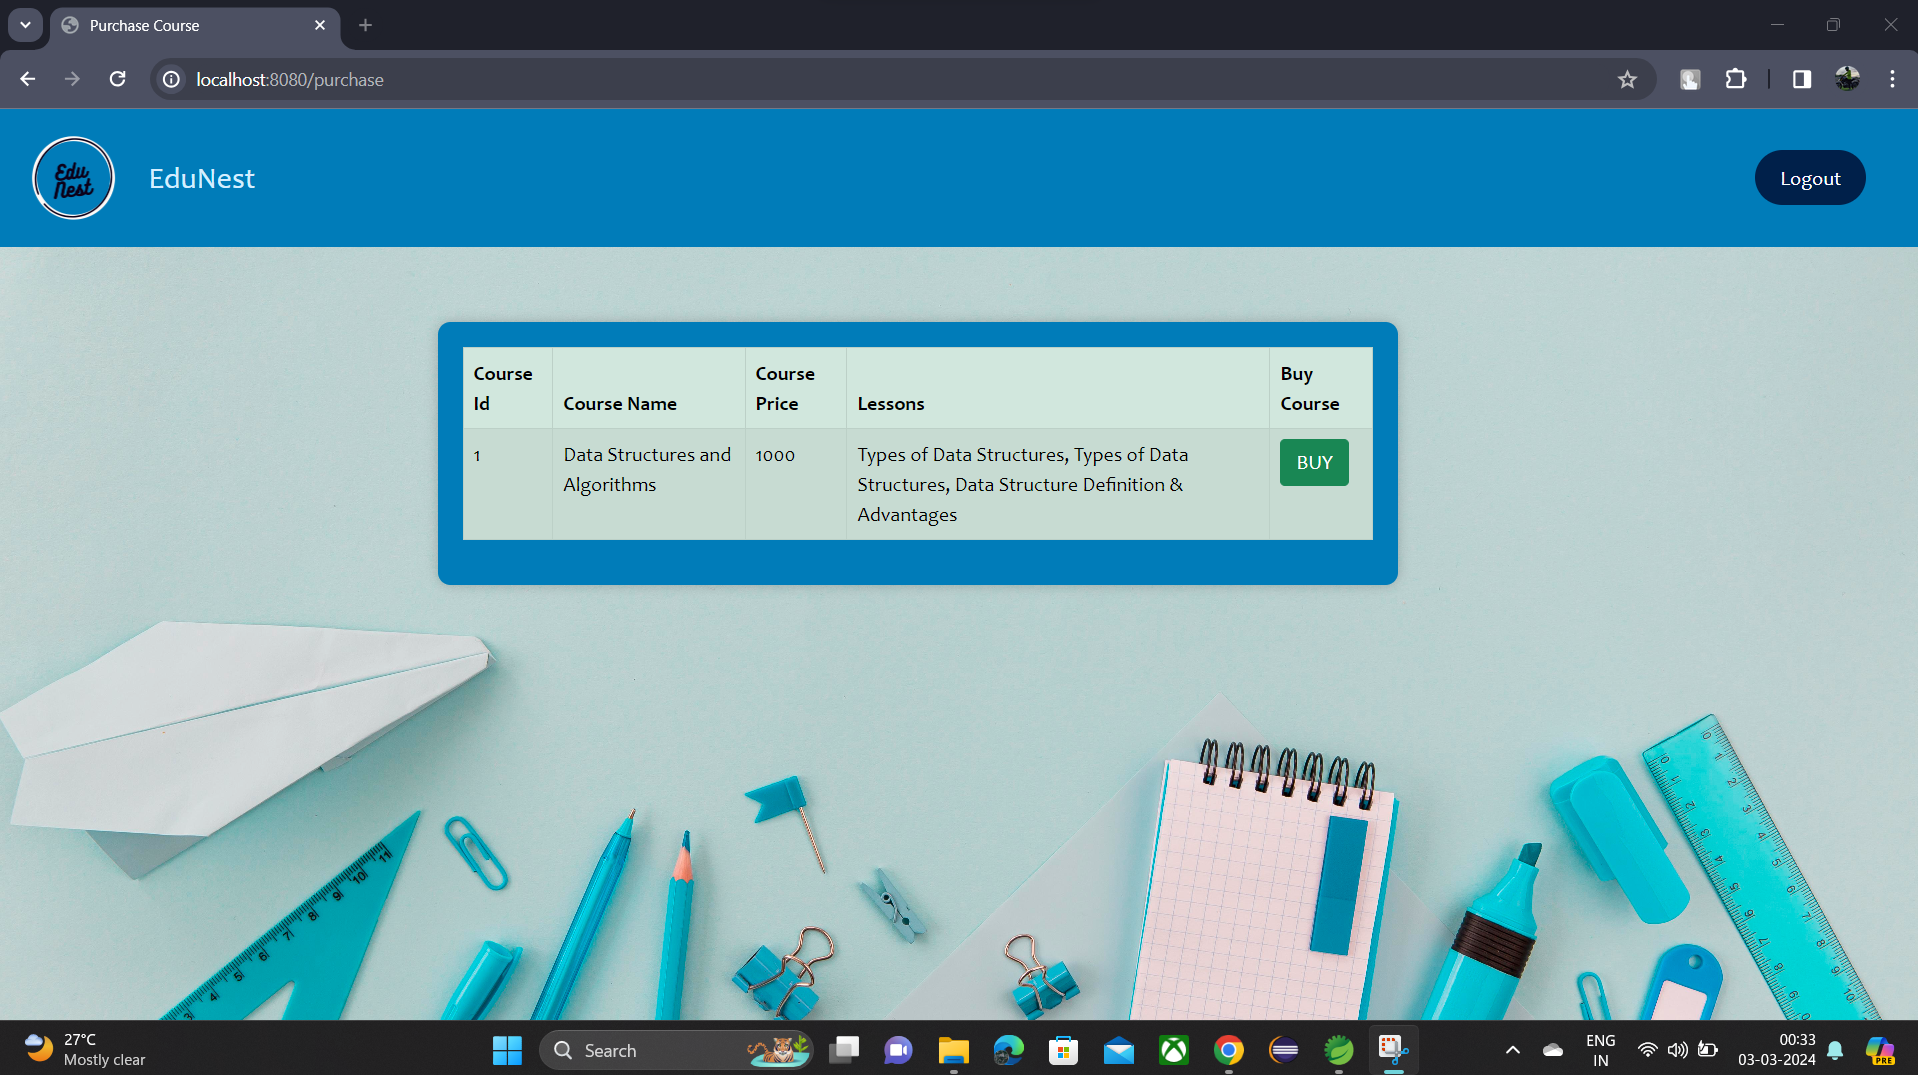 Purchase Course
localhost:8080/purchase
Edu
Nest
EduNest
Logout
Course Id
Course Name
Course Price
Lessons
Buy Course
1
Data Structures and
Algorithms
1000
Types of Data Structures, Types of Data
Structures, Data Structure Definition &
Advantages
BUY
27°C
Mostly clear
Search
ENG
IN
00:33
03-03-2024
PRE